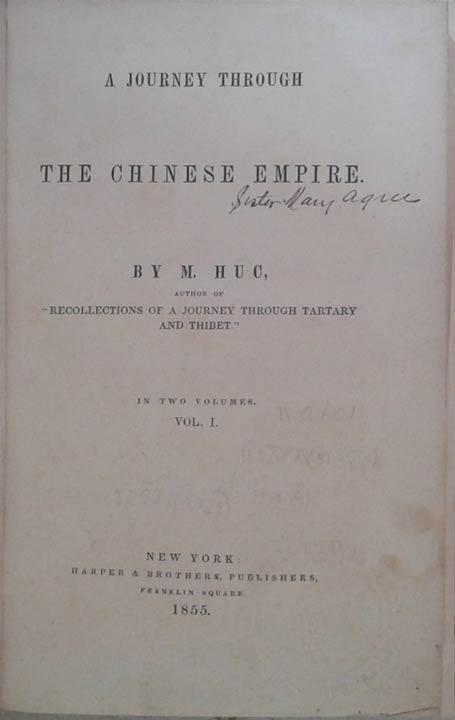 A JOURNEY THROUGH
THE CHINESE EMPIRE.
Sister Mary Agnes
BY M. HUC,
AUTHOR OF
"RECOLLECTIONS OF A JOURNEY THROUGH TARTARY
AND THIBET."
IN TWO VOLUMES.
VOL. I.
NEW YORK:
HARPER & BROTHERS, PUBLISHERS,
FRANKLIN SQUARE.
1855.